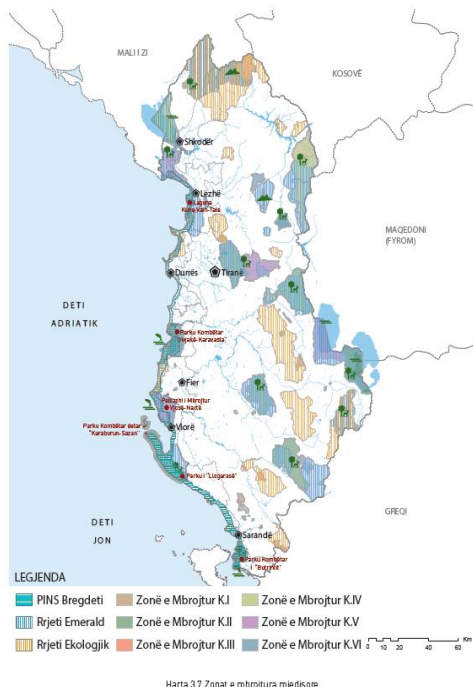 MALI I ZI
KOSOVË
Shkodër
Lezhë
Laguna
Kune-Vain-Tale
MAQEDONI
(FYROM)
Durrës
Tiranë
DETI
ADRIATIK
Parku Kombëtar
"Divjakë-Karavasta"
Fier
Peizazhi i Mbrojtur
Vjosë-Nartë
Parku Kombëtar detar
"Karaburun-Sazan"
Vlorë
Parku i "Llogarasë"
DETI
JON
GREQI
Sarandë
Parku Kombëtar
i "Butrintit"
LEGJENDA
PINS Bregdeti
Zonë e Mbrojtur K.I
Zonë e Mbrojtur K.IV
Rrjeti Emerald
Zonë e Mbrojtur K.II
Zonë e Mbrojtur K.V
Rrjeti Ekologjik
Zonë e Mbrojtur K.III
Zonë e Mbrojtur K.VI
0 10 20 40 60 Km
Harta 3.7 Zonat e mbrojtura mjedisore